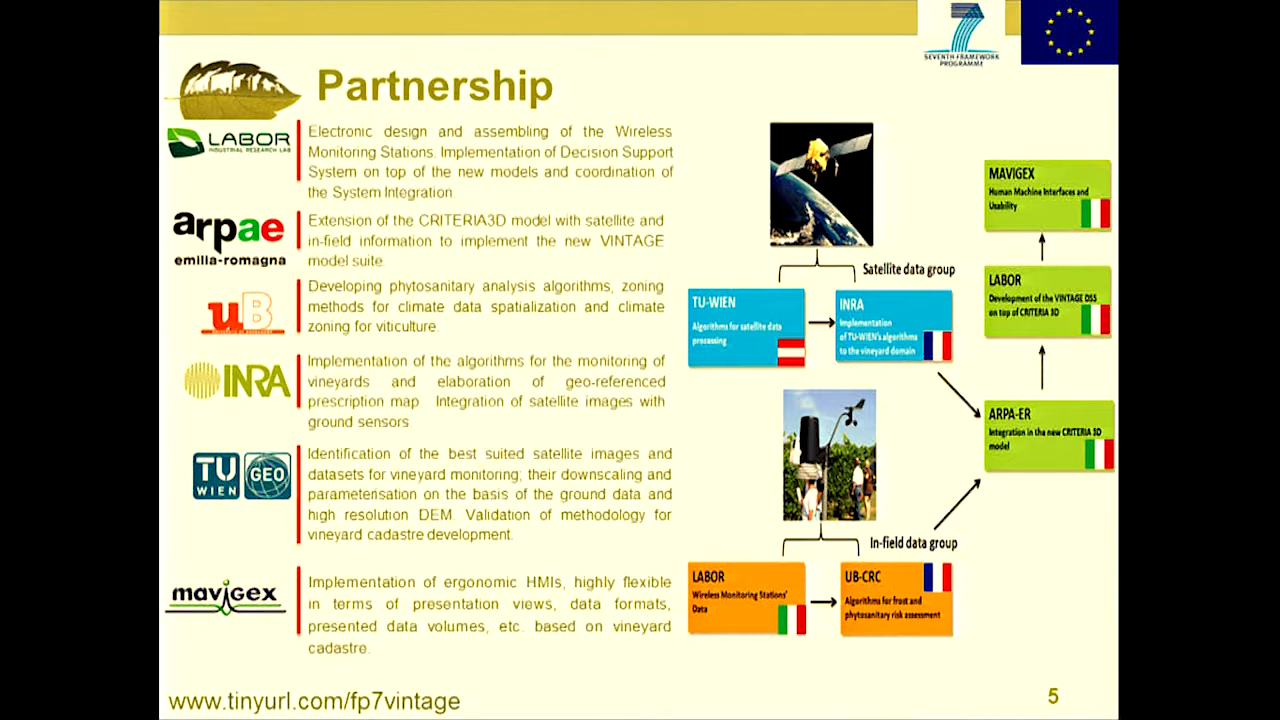 SEVENTH FRAMEWORK
PROGRAMME
Partnership
LABOR
INDUSTRIAL RESEARCH LAB
Electronic design and assembling of the Wireless
Monitoring Stations. Implementation of Decision Support
System on top of the new models and coordination of
the System Integration
arpae
emilia-romagna
Extension of the CRITERIA3D model with satellite and
in-field information to implement the new VINTAGE
model suite.
uB
Developing phytosanitary analysis algorithms, zoning
methods for climate data spatialization and climate
zoning for viticulture.
INRA
Implementation of the algorithms for the monitoring of
vineyards and elaboration of geo-referenced
prescription map Integration of satellite images with
ground sensors
TU
WIEN
GEO
Identification of the best suited satellite images and
datasets for vineyard monitoring; their downscaling and
parameterisation on the basis of the ground data and
high resolution DEM. Validation of methodology for
vineyard cadastre development.
mavigex
Implementation of ergonomic HMIs, highly flexible
in terms of presentation views, data formats,
presented data volumes, etc. based on vineyard
cadastre.
Satellite data group
TU-WIEN
Algorithms for satellite data
processing
INRA
Implementation
of TU-WIEN's algorithms
to the vineyard domain
MAVIGEX
Human Machine Interfaces and
Usability
LABOR
Development of the VINTAGE DSS
on top of CRITERIA 3D
ARPA-ER
Integration in the new CRITERIA 3D
model
In-field data group
LABOR
Wireless Monitoring Stations'
Data
UB-CRC
Algorithms for frost and
phytosanitary risk assessment
www.tinyurl.com/fp7vintage
5